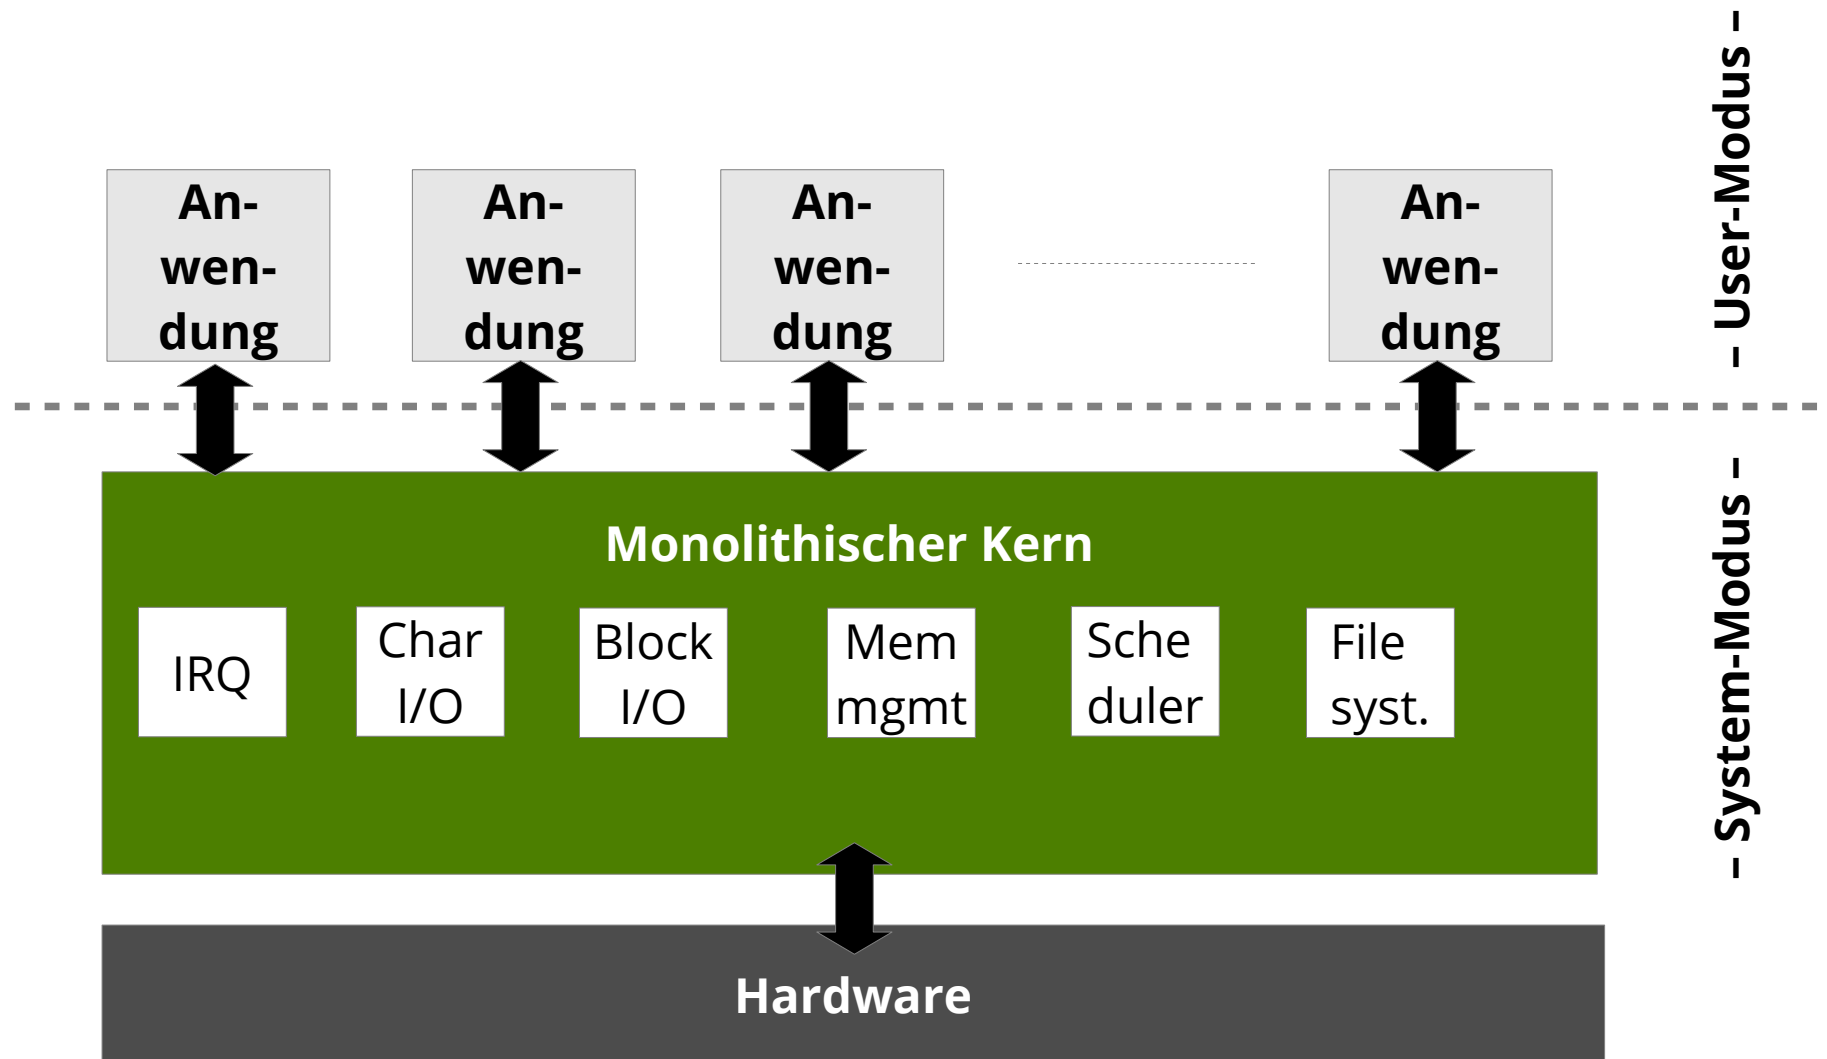 An-
wen-
dung
An-
wen-
dung
An-
wen-
dung
An-
wen-
dung
– User-Modus –
Monolithischer Kern
IRQ
Char
I/O
Block
I/O
Mem
mgmt
Sche
duler
File
syst.
– System-Modus –
Hardware